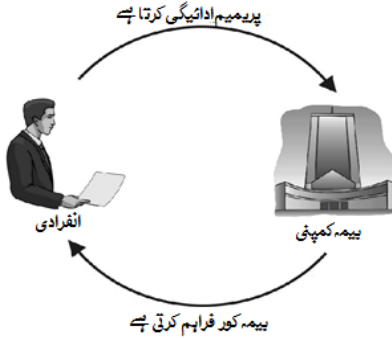 پریمیم ادائیگی کرتا ہے
انفرادی
بیمہ کمپنی
بیمہ کور فراہم کرتی ہے